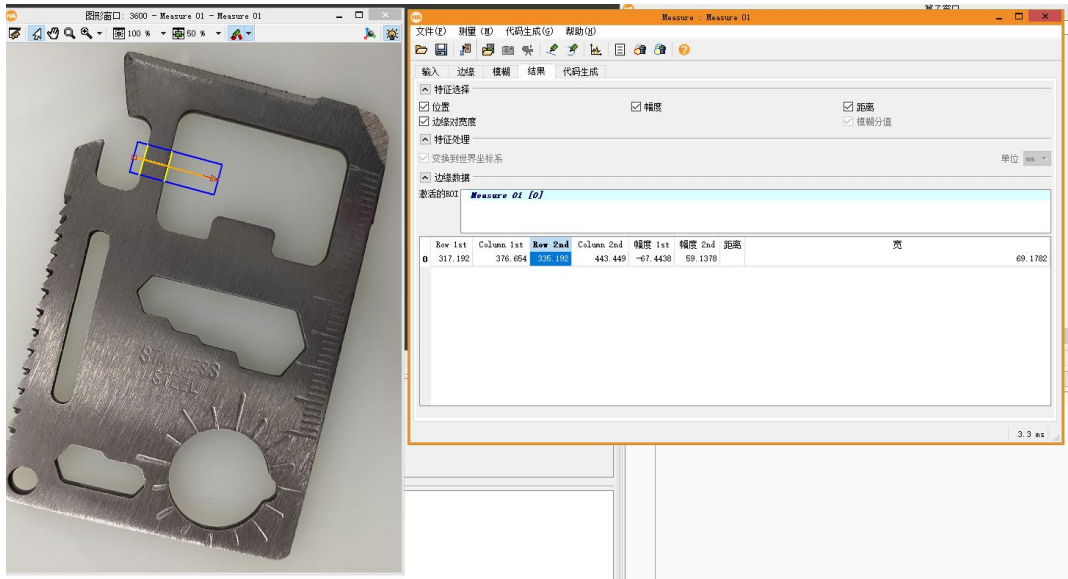 图形窗口: 3600 - Measure 01 - Measure 01
100 %
50 %
STAINLESS
STEEL
算子窗口
Measure : Measure 01
文件(F) 测量(M) 代码生成(G) 帮助(H)
输入 边缘 模糊 结果 代码生成
特征选择
位置 幅度 距离
边缘对宽度 模糊分值
特征处理
变换到世界坐标系 单位 mm
边缘数据
激活的ROI Measure 01 [0]
Row 1st Column 1st Row 2nd Column 2nd 幅度 1st 幅度 2nd 距离 宽
0 317.192 376.654 335.192 443.449 -67.4438 59.1378 69.1782
3.3 ms